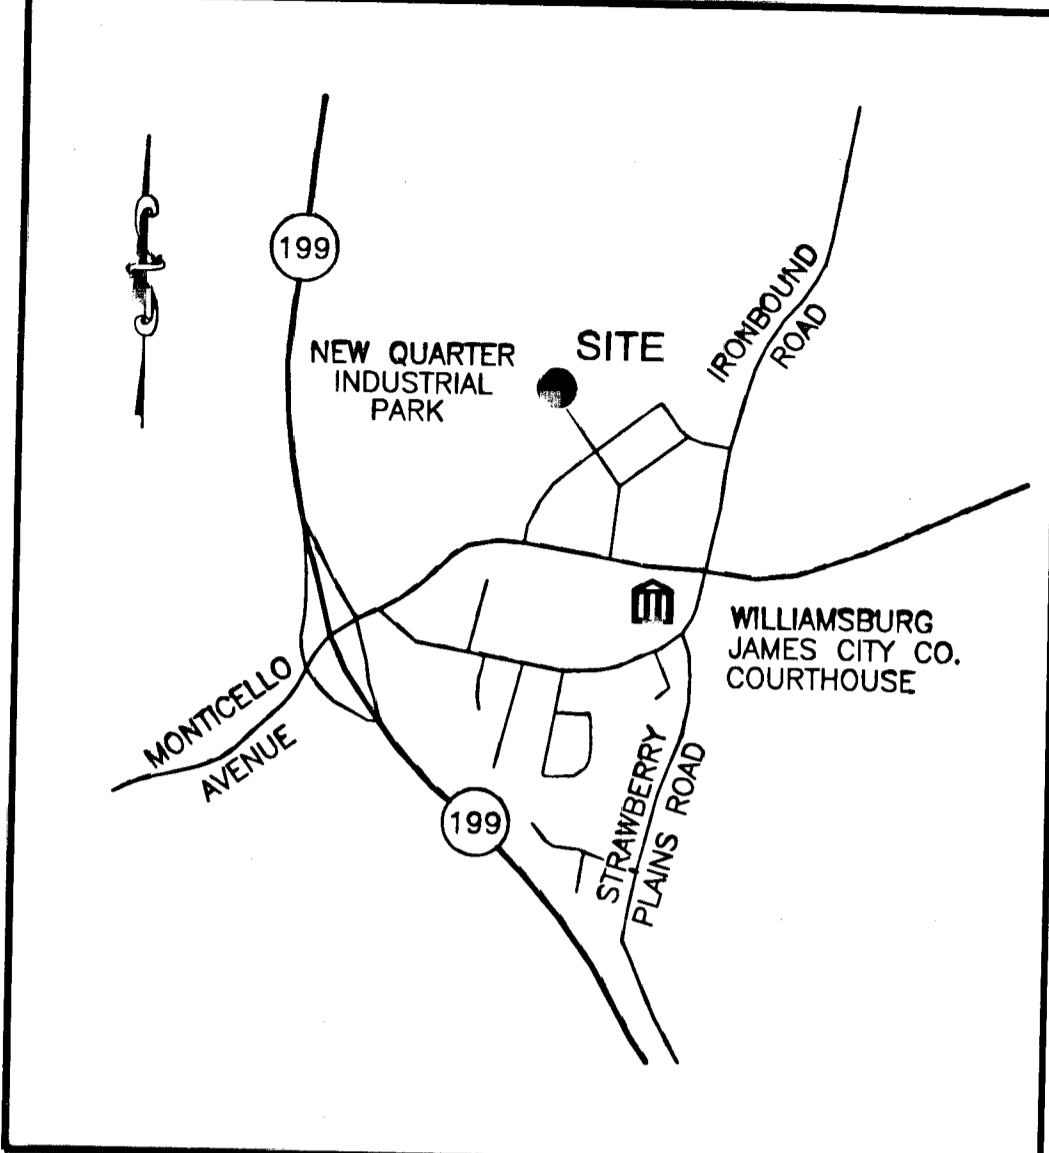 199
NEW QUARTER
INDUSTRIAL
PARK
SITE
IRONBOUND
ROAD
WILLIAMSBURG
JAMES CITY CO.
COURTHOUSE
MONTICELLO
AVENUE
199
STRAWBERRY
PLAINS ROAD